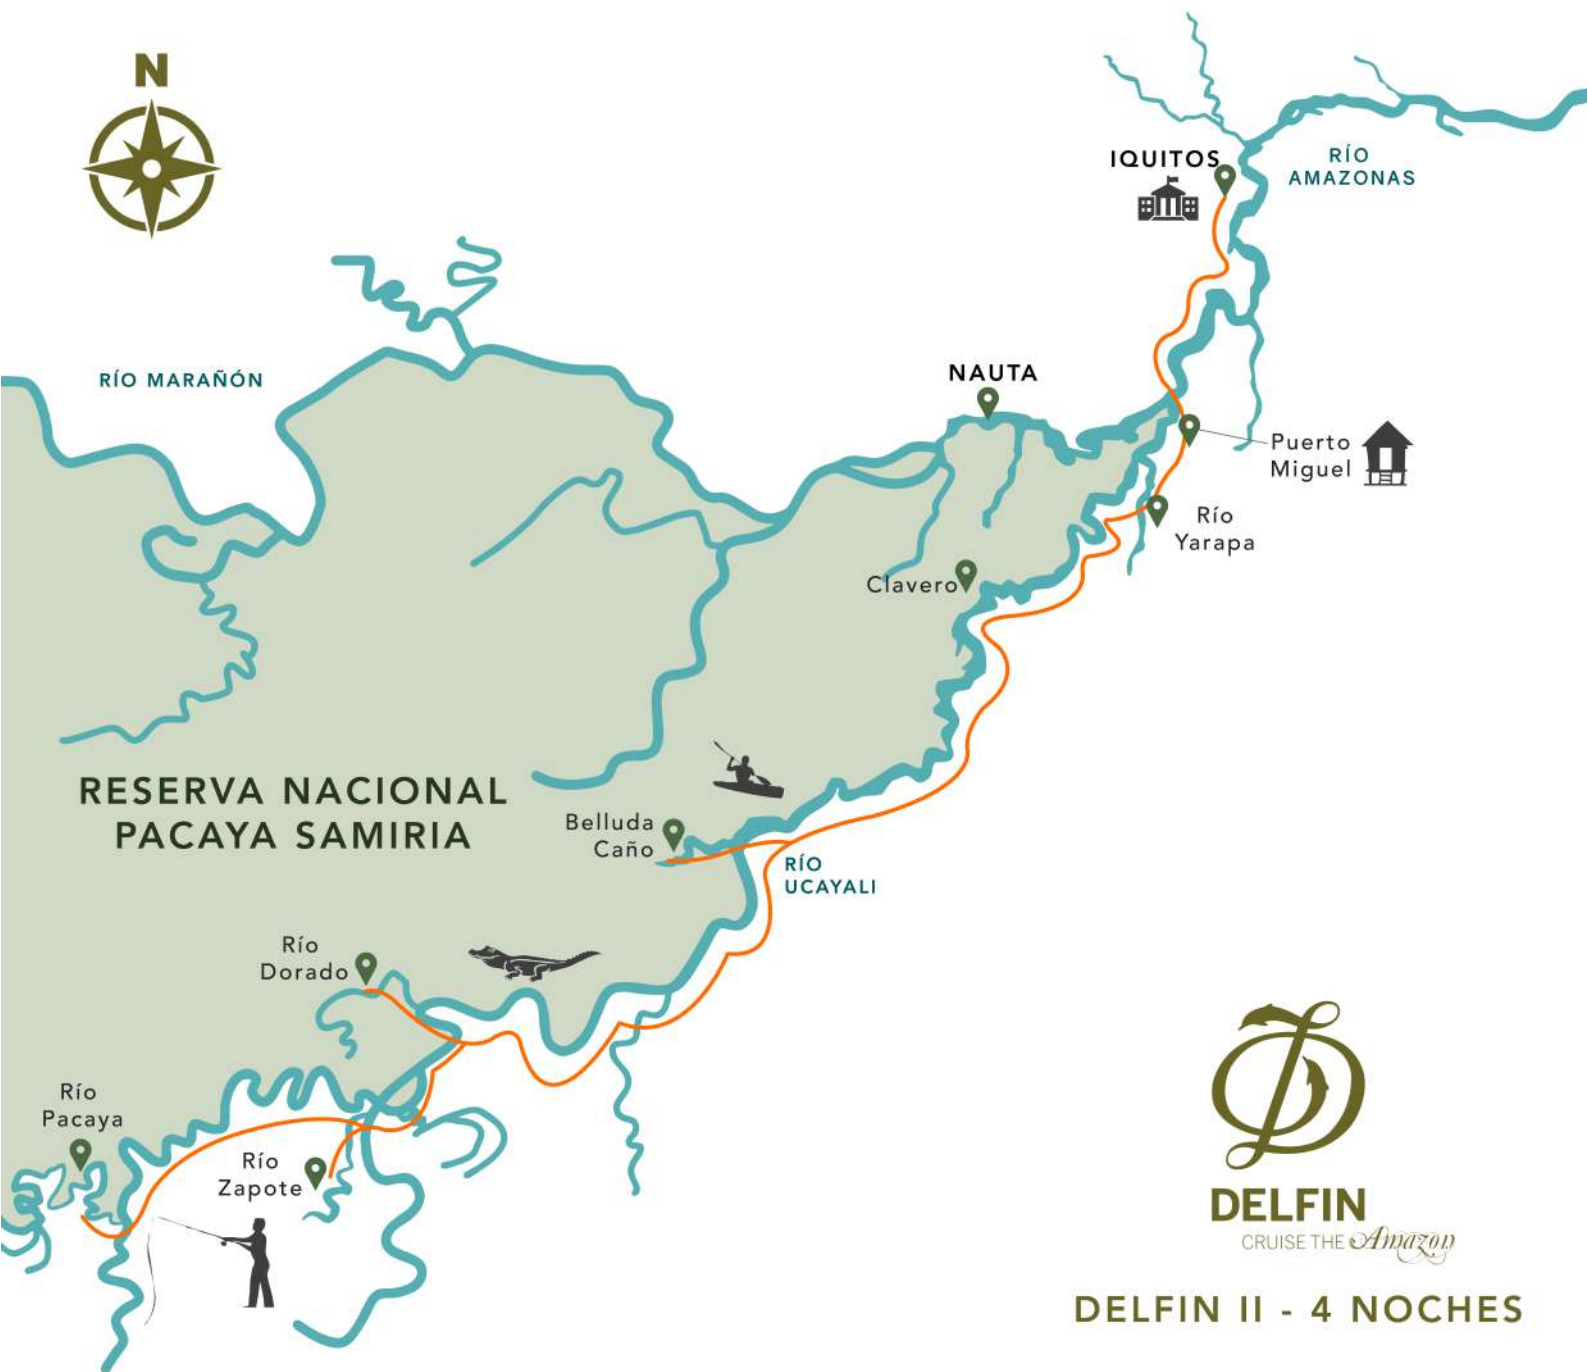 N
IQUITOS
RÍO
AMAZONAS
RÍO MARAÑÓN
NAUTA
Puerto
Miguel
Río
Yarapa
Clavero
RESERVA NACIONAL
PACAYA SAMIRIA
Belluda
Caño
RÍO
UCAYALI
Río
Dorado
Río
Pacaya
Río
Zapote
DELFIN
CRUISE THE Amazon
DELFIN II - 4 NOCHES